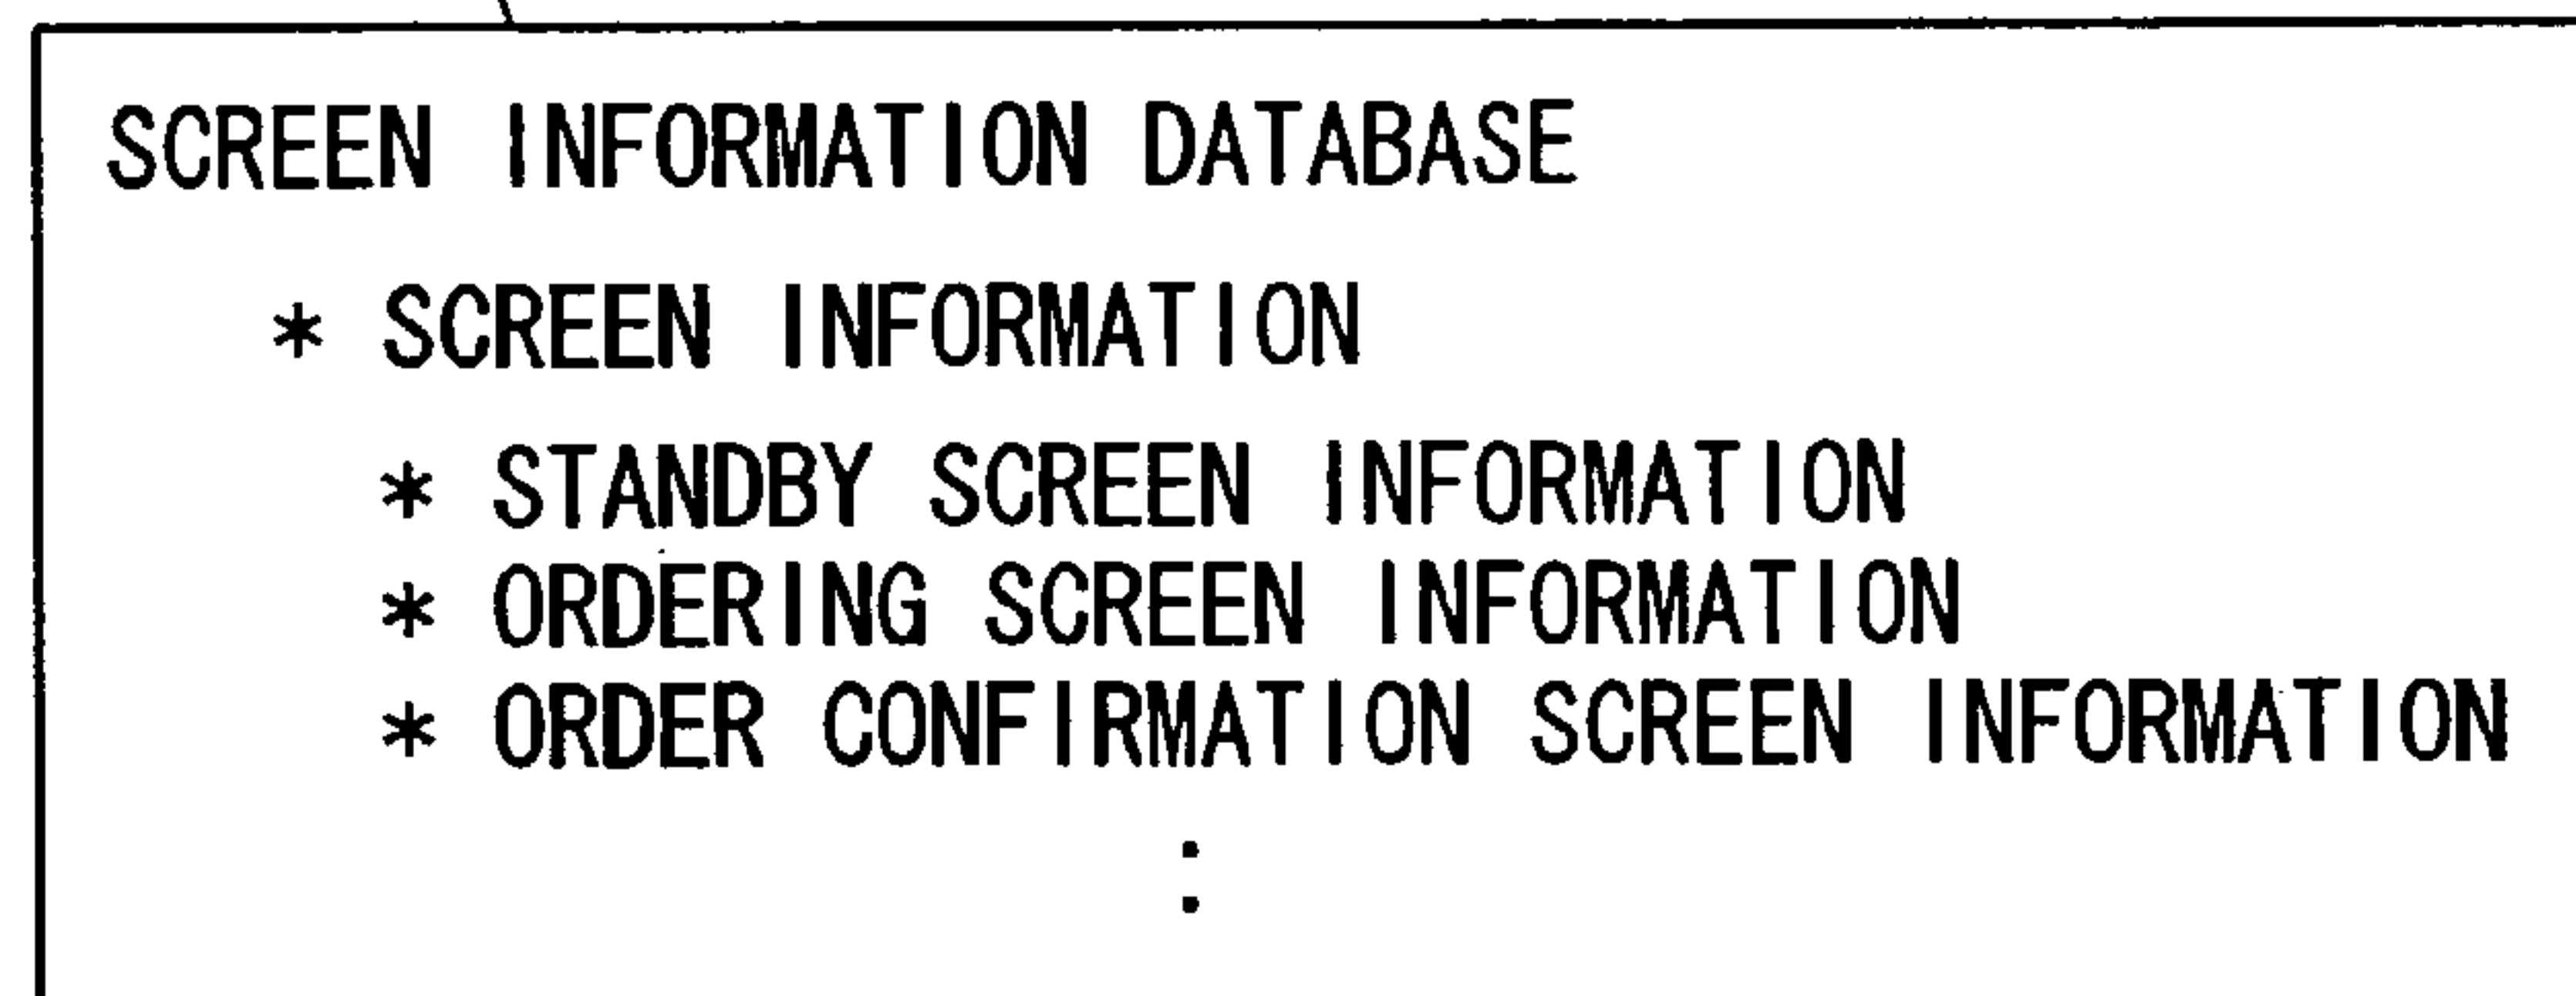 SCREEN INFORMATION DATABASE
* SCREEN INFORMATION
* STANDBY SCREEN INFORMATION
* ORDERING SCREEN INFORMATION
* ORDER CONFIRMATION SCREEN INFORMATION
: